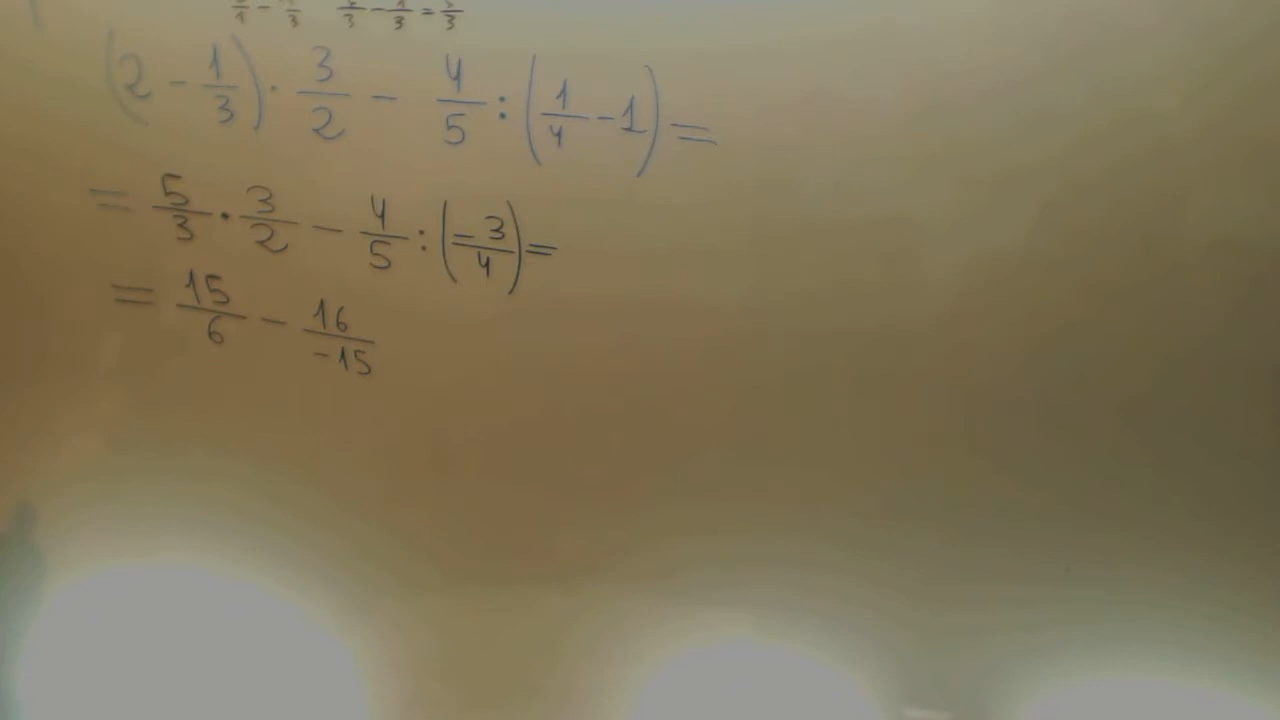 (2 - 1/3) · 3/2 - 4/5 : (1/4 - 1) =
= 5/3 · 3/2 - 4/5 : (-3/4) =
= 15/6 - 16/-15